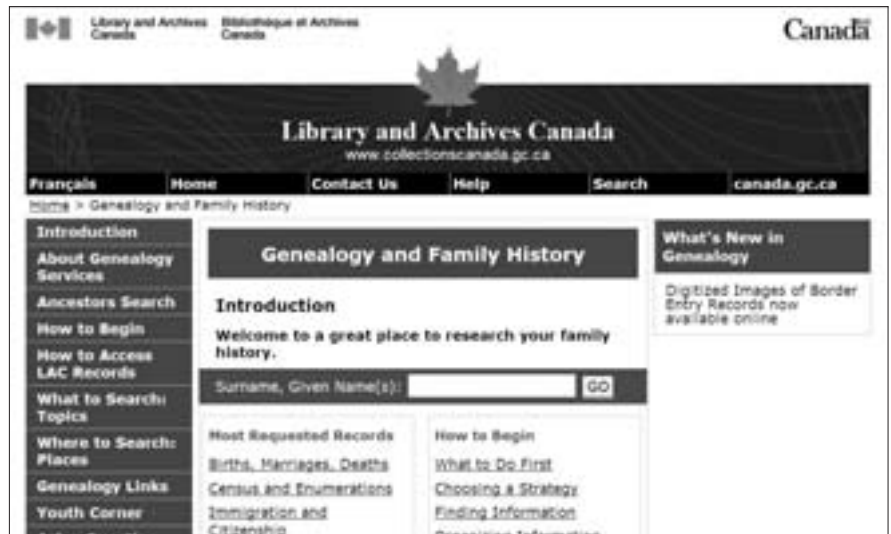 Library and Archives Canada
Bibliothèque et Archives Canada
Canada
Library and Archives Canada
www.collectionscanada.gc.ca
Français Home Contact Us Help Search canada.gc.ca
Home > Genealogy and Family History
Introduction
About Genealogy
Services
Ancestors Search
How to Begin
How to Access
LAC Records
What to Search:
Topics
Where to Search:
Places
Genealogy Links
Youth Corner
Genealogy and Family History
Introduction
Welcome to a great place to research your family
history.
Surname, Given Name(s): GO
Most Requested Records
Births, Marriages, Deaths
Census and Enumerations
Immigration and
Citizenship
How to Begin
What to Do First
Choosing a Strategy
Finding Information
Organizing Information
What's New in
Genealogy
Digitized Images of Border
Entry Records now
available online